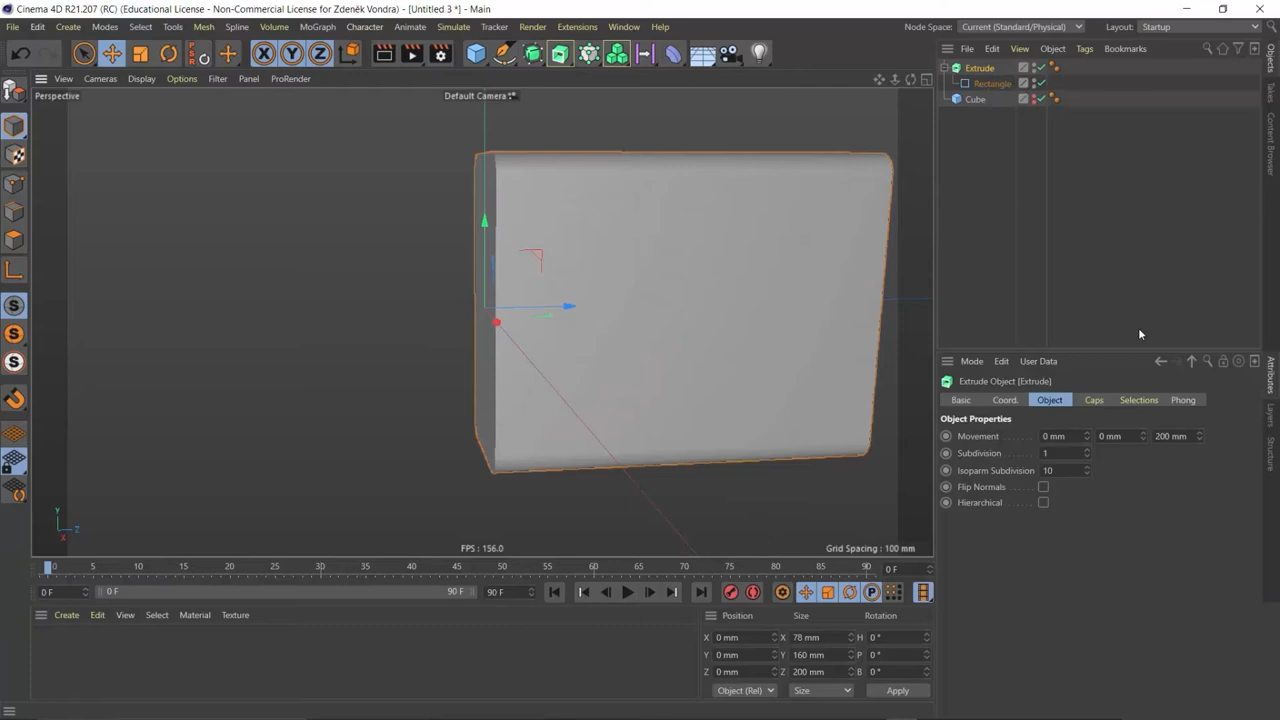 Cinema 4D R21.207 (RC) (Educational License - Non-Commercial License for Zdeněk Vondra) - [Untitled 3 *] - Main
File Edit Create Modes Select Tools Mesh Spline Volume MoGraph Character Animate Simulate Tracker Render Extensions Window Help Node Space: Current (Standard/Physical) Layout: Startup
X Y Z
File Edit View Object Tags Bookmarks
View Cameras Display Options Filter Panel ProRender
Perspective
Default Camera
Extrude
Rectangle
Cube
Objects
Takes
Content Browser
Mode Edit User Data
Extrude Object [Extrude]
Basic Coord. Object Caps Selections Phong
Object Properties
Movement 0 mm 0 mm 200 mm
Subdivision 1
Isoparm Subdivision 10
Flip Normals
Hierarchical
Attributes
Layers
Structure
S
S
S
Y
Z
X
FPS : 156.0
Grid Spacing : 100 mm
0 5 10 15 20 25 30 35 40 45 50 55 60 65 70 75 80 85 90 0 F
0 F 0 F 90 F 90 F P
Create Edit View Select Material Texture
Position Size Rotation
X 0 mm X 78 mm H 0 °
Y 0 mm Y 160 mm P 0 °
Z 0 mm Z 200 mm B 0 °
Object (Rel) Size Apply